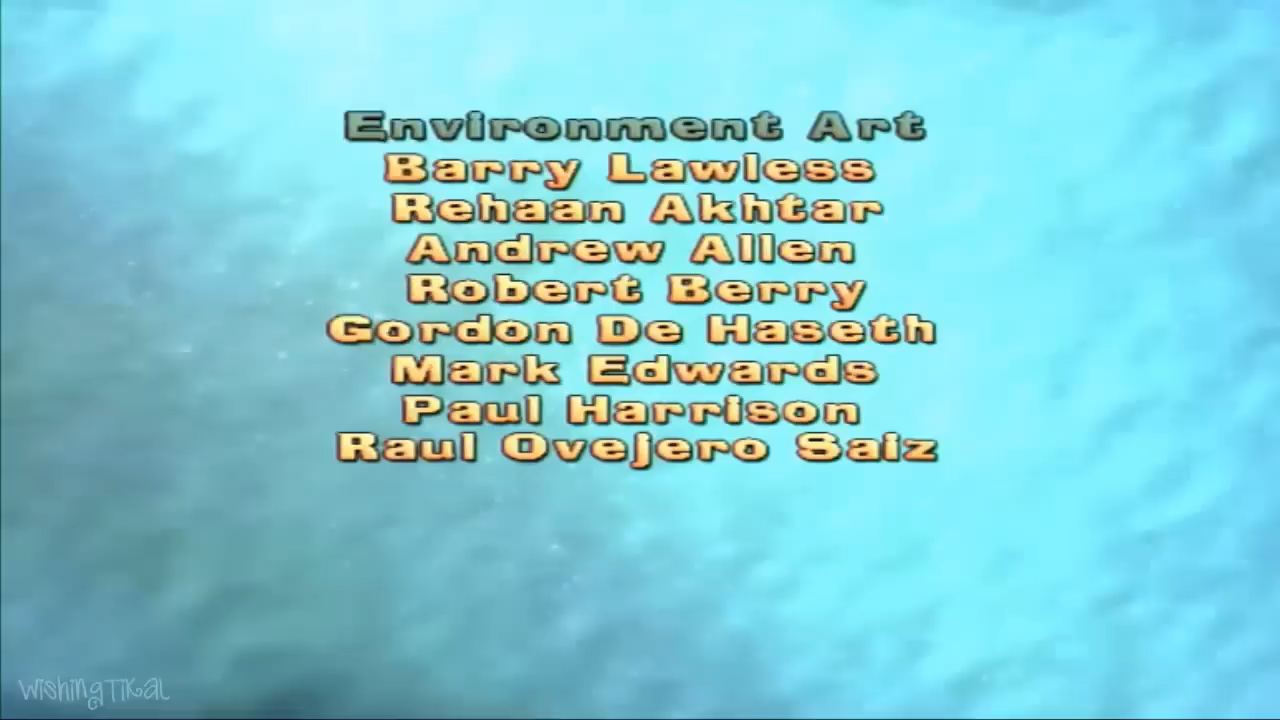 Environment Art
Barry Lawless
Rehaan Akhtar
Andrew Allen
Robert Berry
Gordon De Haseth
Mark Edwards
Paul Harrison
Raul Ovejero Saiz
WishingTikal